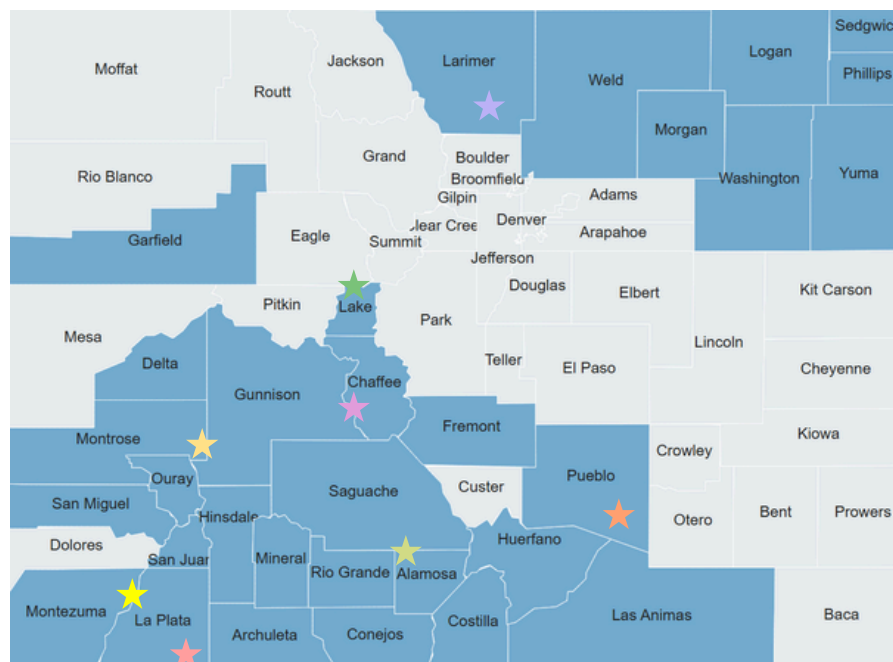 Sedgwic
Jackson
Larimer
Logan
Moffat
Weld
Phillips
Routt
Morgan
Grand
Boulder
Rio Blanco
Broomfield
Washington
Yuma
Gilpin
Adams
Denver
Clear Cree
Garfield
Eagle
Summit
Arapahoe
Jefferson
Douglas
Elbert
Kit Carson
Pitkin
Lake
Park
Mesa
Lincoln
Delta
Teller
El Paso
Cheyenne
Chaffee
Gunnison
Fremont
Montrose
Kiowa
Crowley
Ouray
Pueblo
Saguache
Custer
San Miguel
Hinsdale
Otero
Bent
Prowers
Dolores
Huerfano
San Juan
Mineral
Rio Grande
Alamosa
Montezuma
La Plata
Las Animas
Baca
Costilla
Archuleta
Conejos